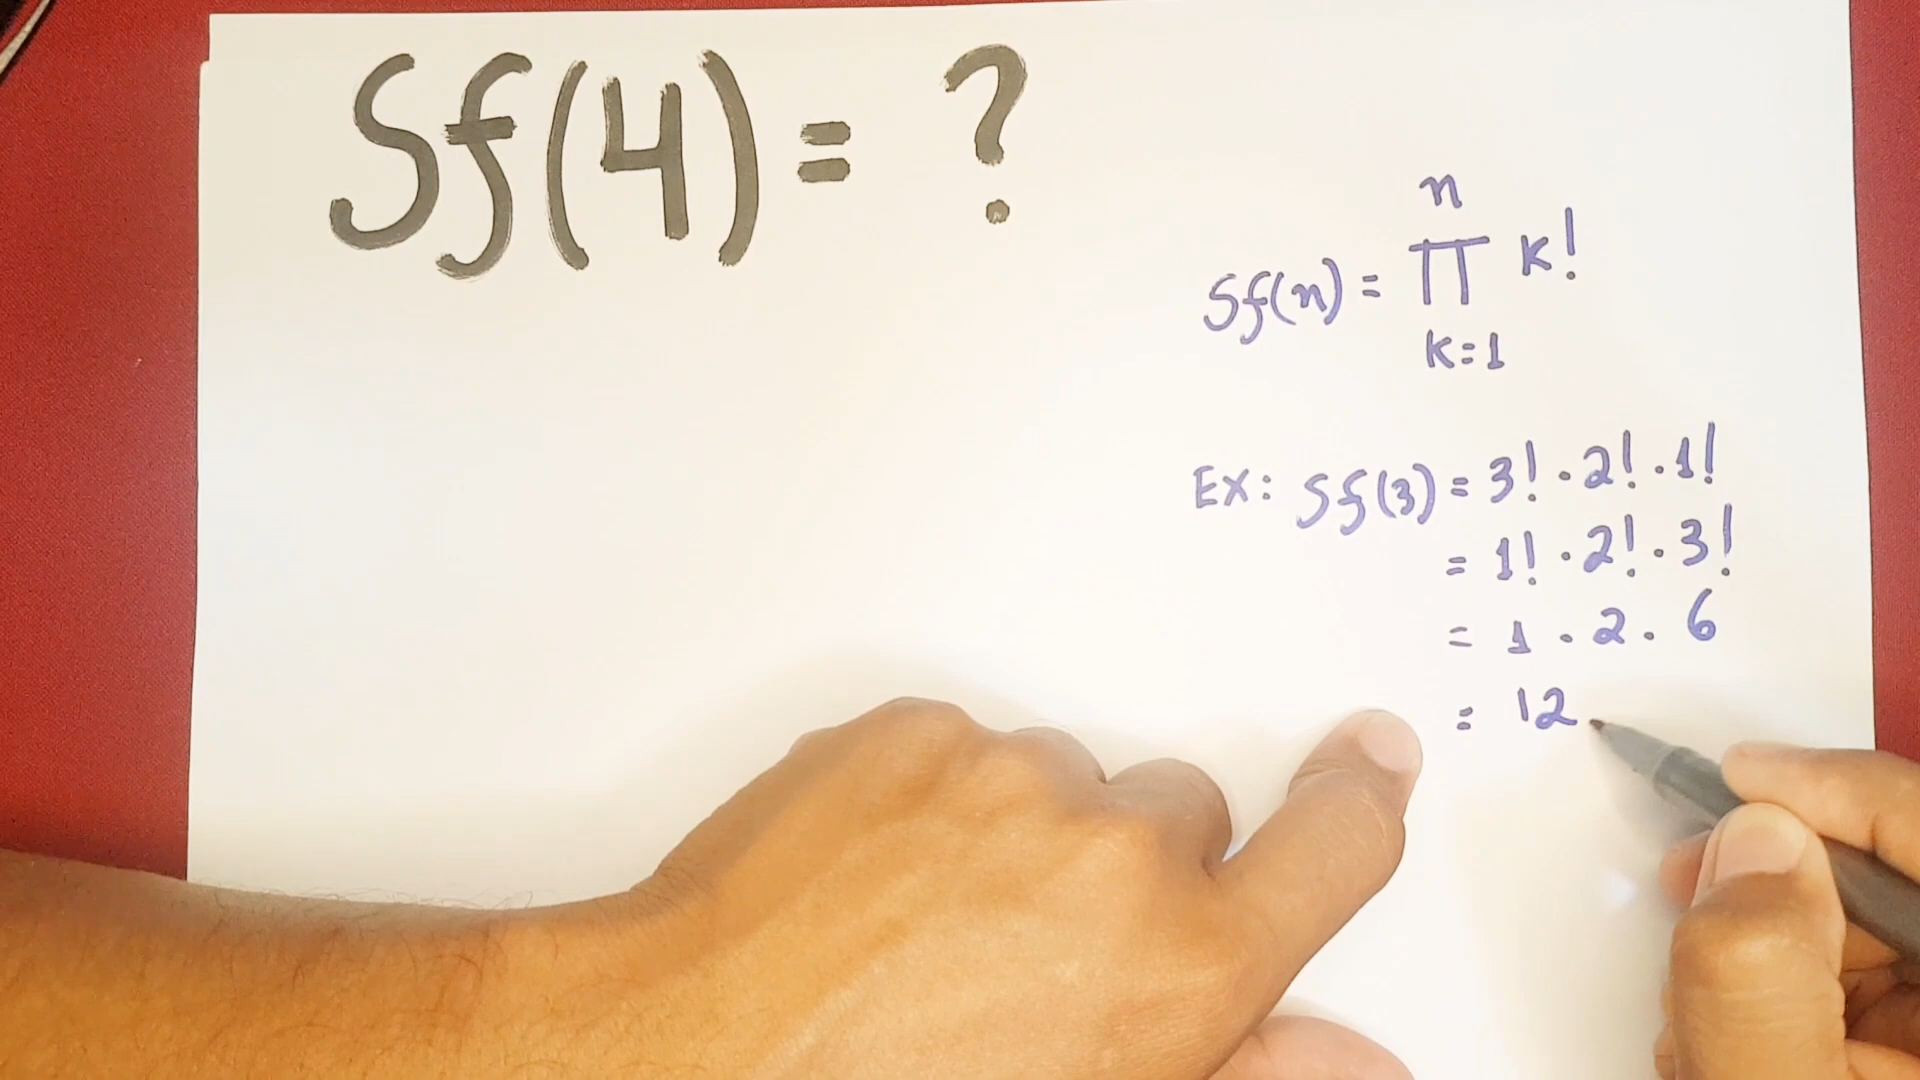 Sf(4) = ?
n
Sf(n) = ∏ k!
k=1
Ex: Sf(3) = 3! · 2! · 1!
= 1! · 2! · 3!
= 1 · 2 · 6
= 12